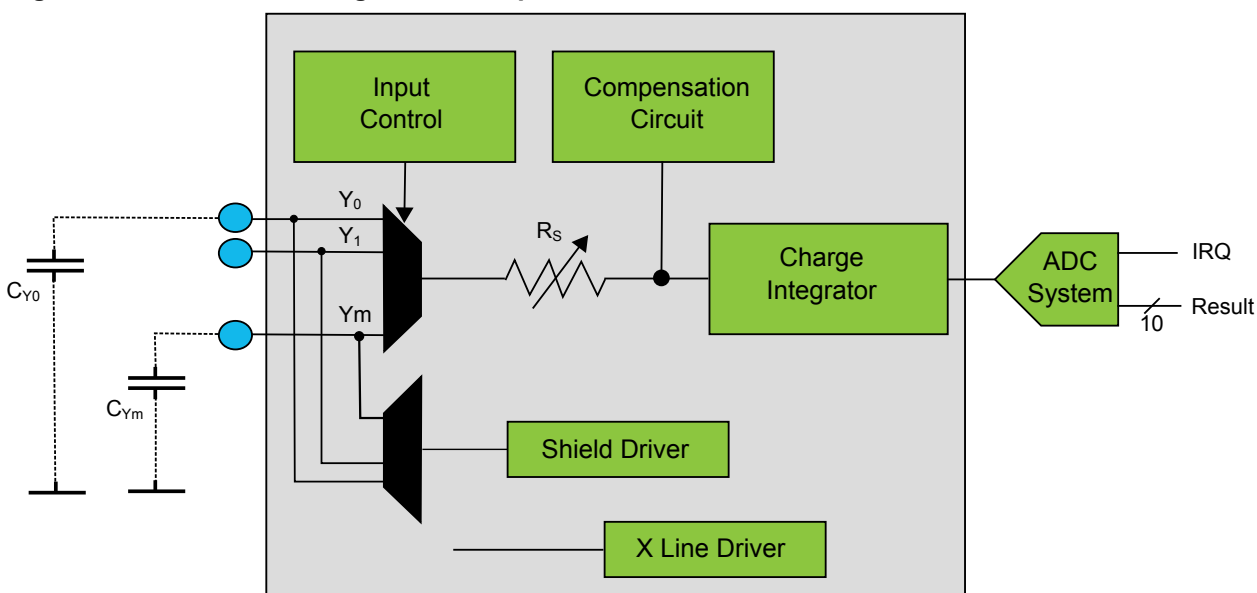 Input
Control
Compensation
Circuit
Y0
Y1
RS
Ym
Charge
Integrator
ADC
System
IRQ
Result
10
CY0
CYm
Shield Driver
X Line Driver